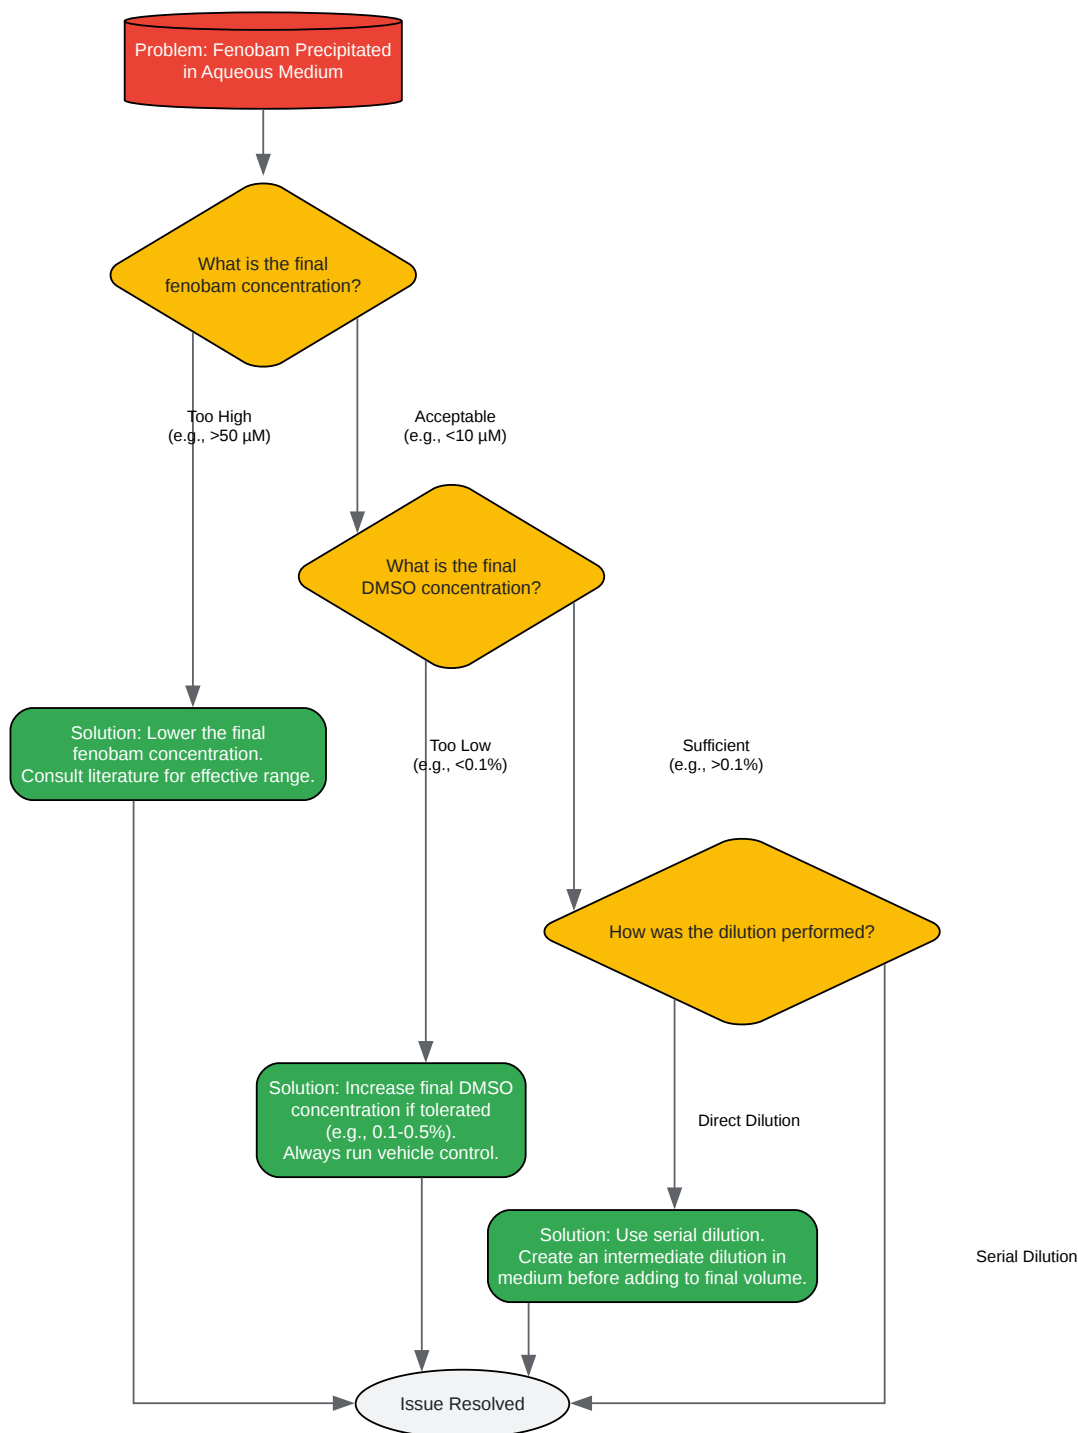 Problem: Fenobam Precipitated
in Aqueous Medium
What is the final
fenobam concentration?
Too High
(e.g., >50 µM)
Acceptable
(e.g., <10 µM)
What is the final
DMSO concentration?
Solution: Lower the final
fenobam concentration.
Consult literature for effective range.
Too Low
(e.g., <0.1%)
Sufficient
(e.g., >0.1%)
How was the dilution performed?
Solution: Increase final DMSO
concentration if tolerated
(e.g., 0.1-0.5%).
Always run vehicle control.
Direct Dilution
Solution: Use serial dilution.
Create an intermediate dilution in
medium before adding to final volume.
Serial Dilution
Issue Resolved